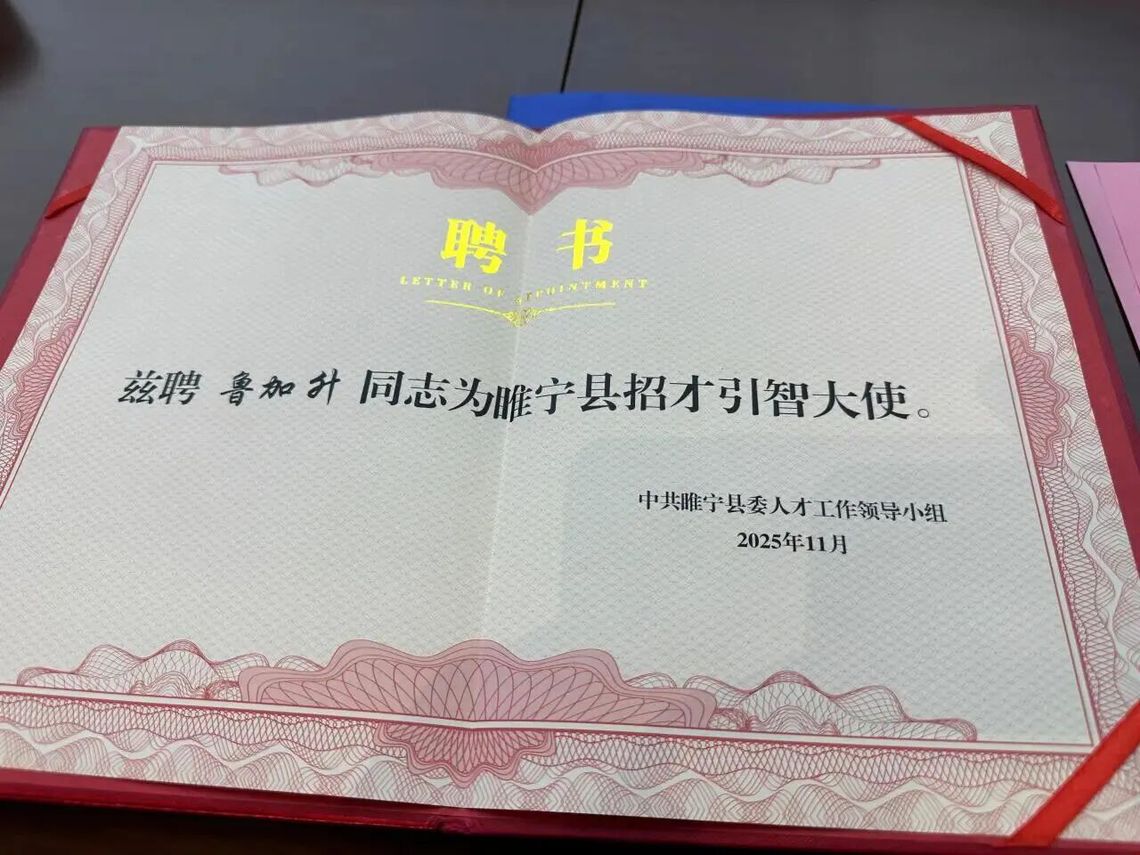 聘 书
LETTER OF APPOINTMENT
兹聘 鲁加升 同志为睢宁县招才引智大使。
中共睢宁县委人才工作领导小组
2025年11月